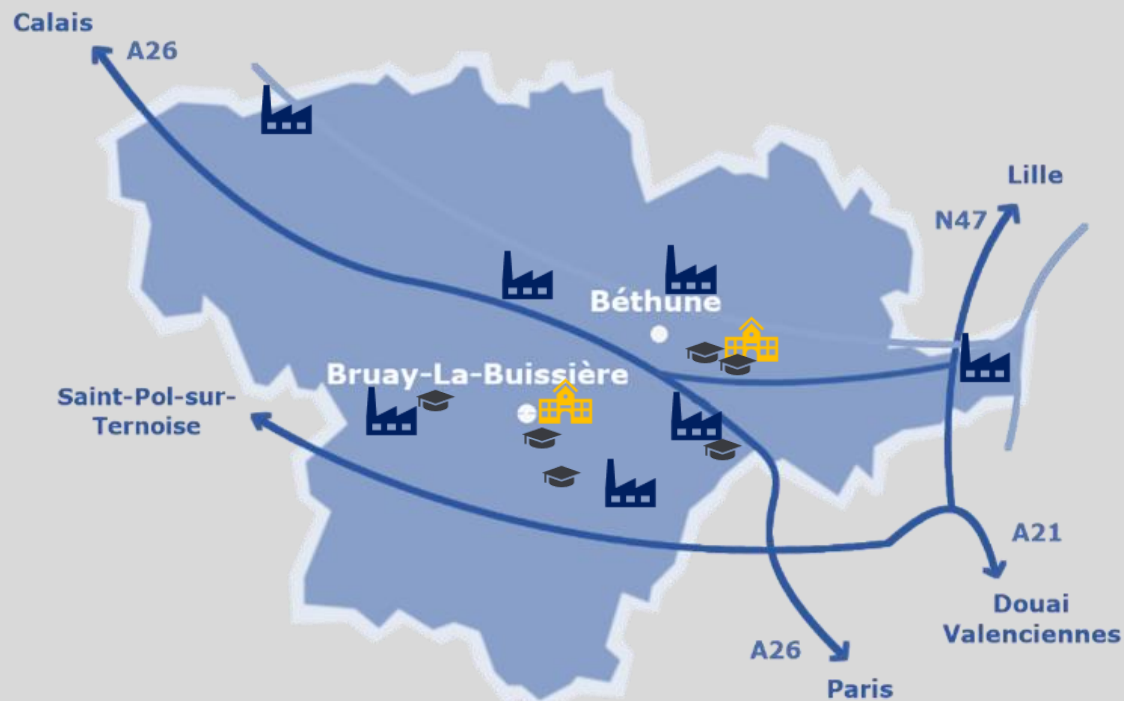 Calais
A26
Lille
N47
Béthune
Bruay-La-Buissière
Saint-Pol-sur-
Ternoise
A21
Douai
Valenciennes
A26
Paris